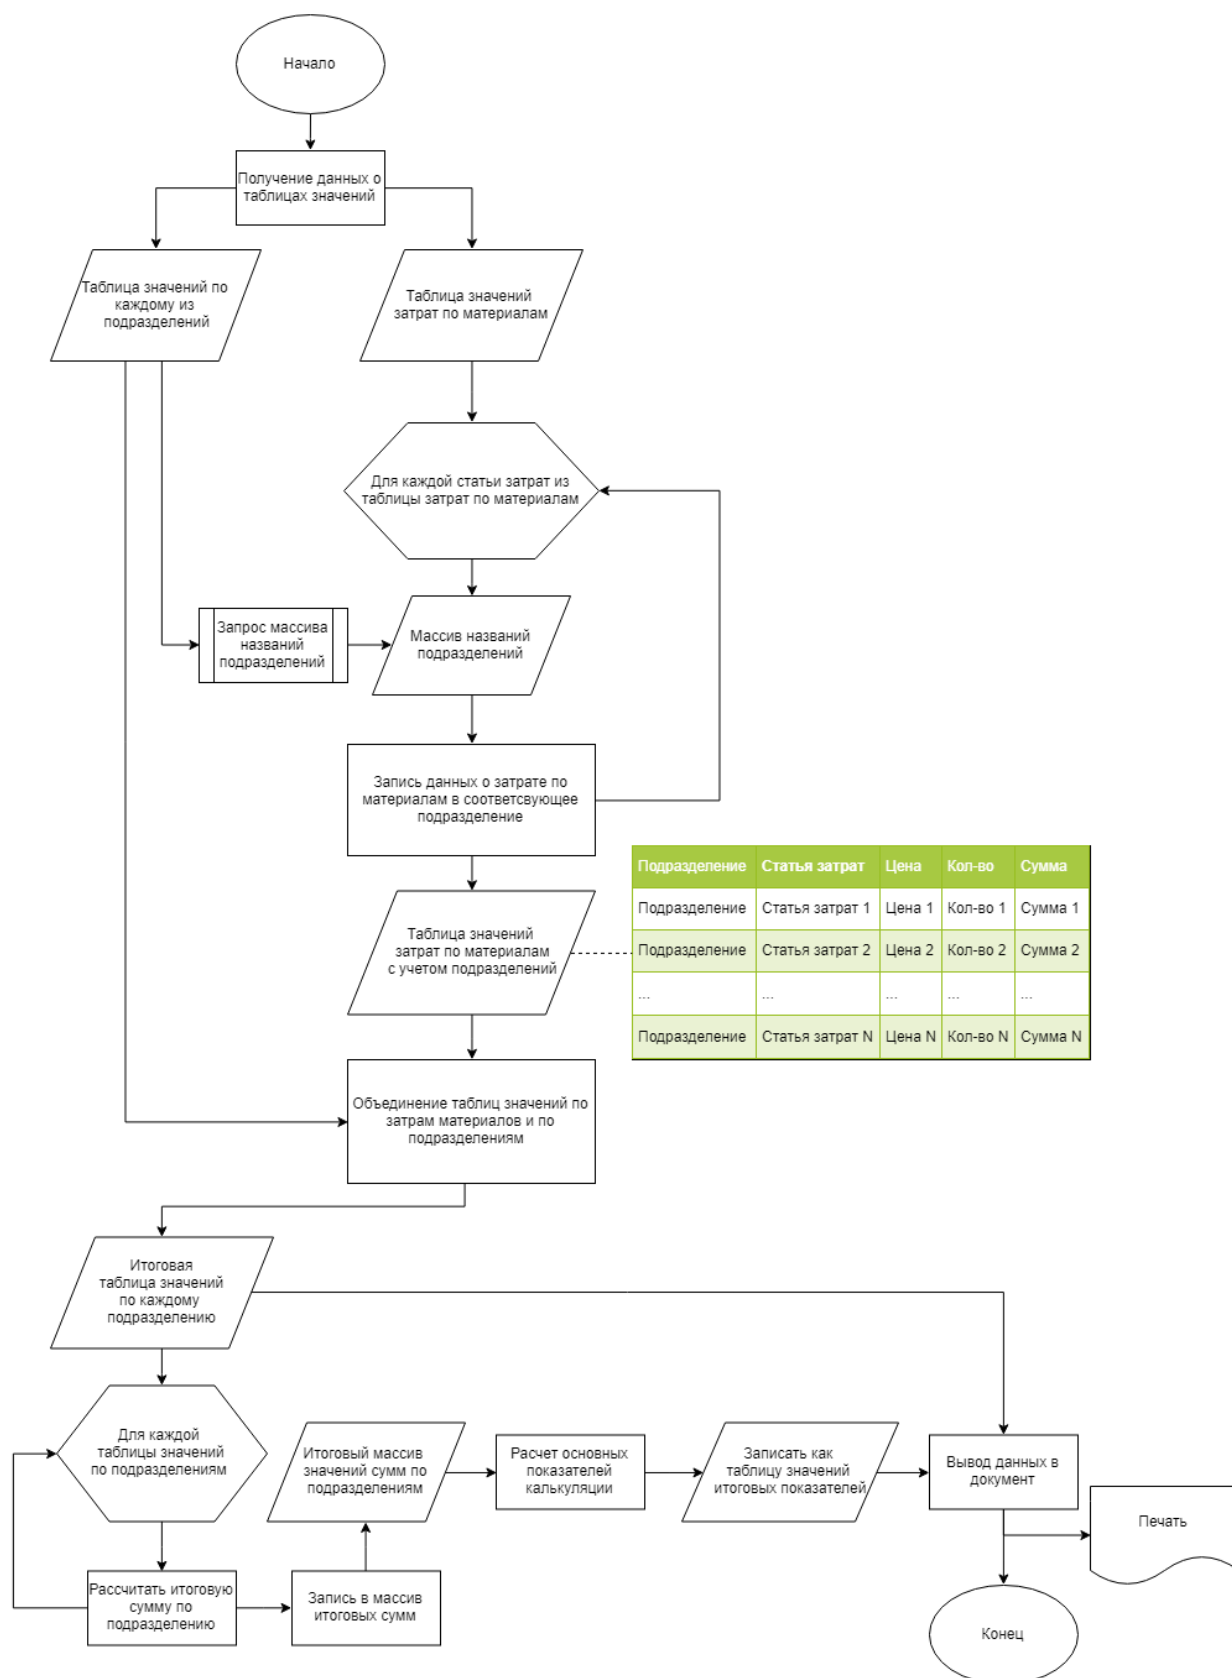 Начало
Получение данных о
таблицах значений
Таблица значений по
каждому из
подразделений
Таблица значений
затрат по материалам
Для каждой статьи затрат из
таблицы затрат по материалам
Запрос массива
названий
подразделений
Массив названий
подразделений
Запись данных о затрате по
материалам в соответсвующее
подразделение
Подразделение Статья затрат Цена Кол-во Сумма
Подразделение Статья затрат 1 Цена 1 Кол-во 1 Сумма 1
Подразделение Статья затрат 2 Цена 2 Кол-во 2 Сумма 2
... ... ... ... ...
Подразделение Статья затрат N Цена N Кол-во N Сумма N
Таблица значений
затрат по материалам
с учетом подразделений
Объединение таблиц значений по
затрам материалов и по
подразделениям
Итоговая
таблица значений
по каждому
подразделению
Для каждой
таблицы значений
по подразделениям
Итоговый массив
значений сумм по
подразделениям
Расчет основных
показателей
калькуляции
Записать как
таблицу значений
итоговых показателей
Вывод данных в
документ
Печать
Рассчитать итоговую
сумму по
подразделению
Запись в массив
итоговых сумм
Конец